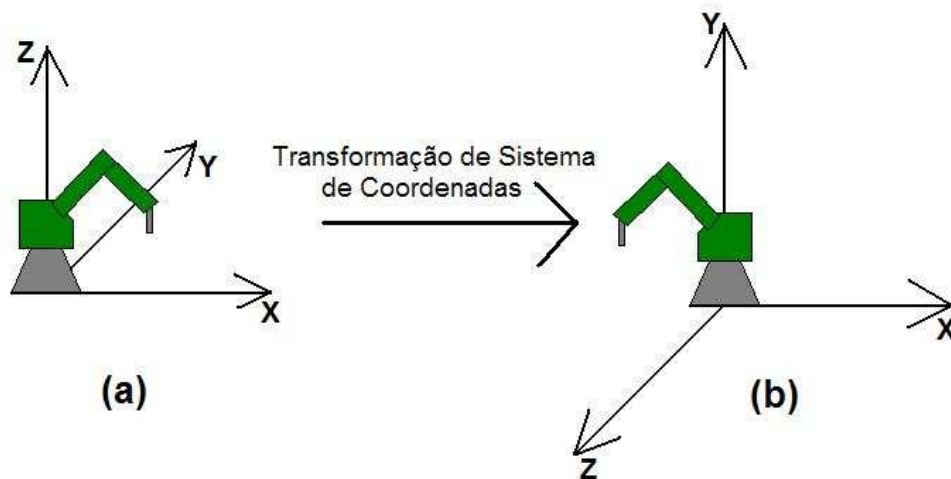 Z
Y
X
(a)
Transformação de Sistema
de Coordenadas
Y
X
Z
(b)